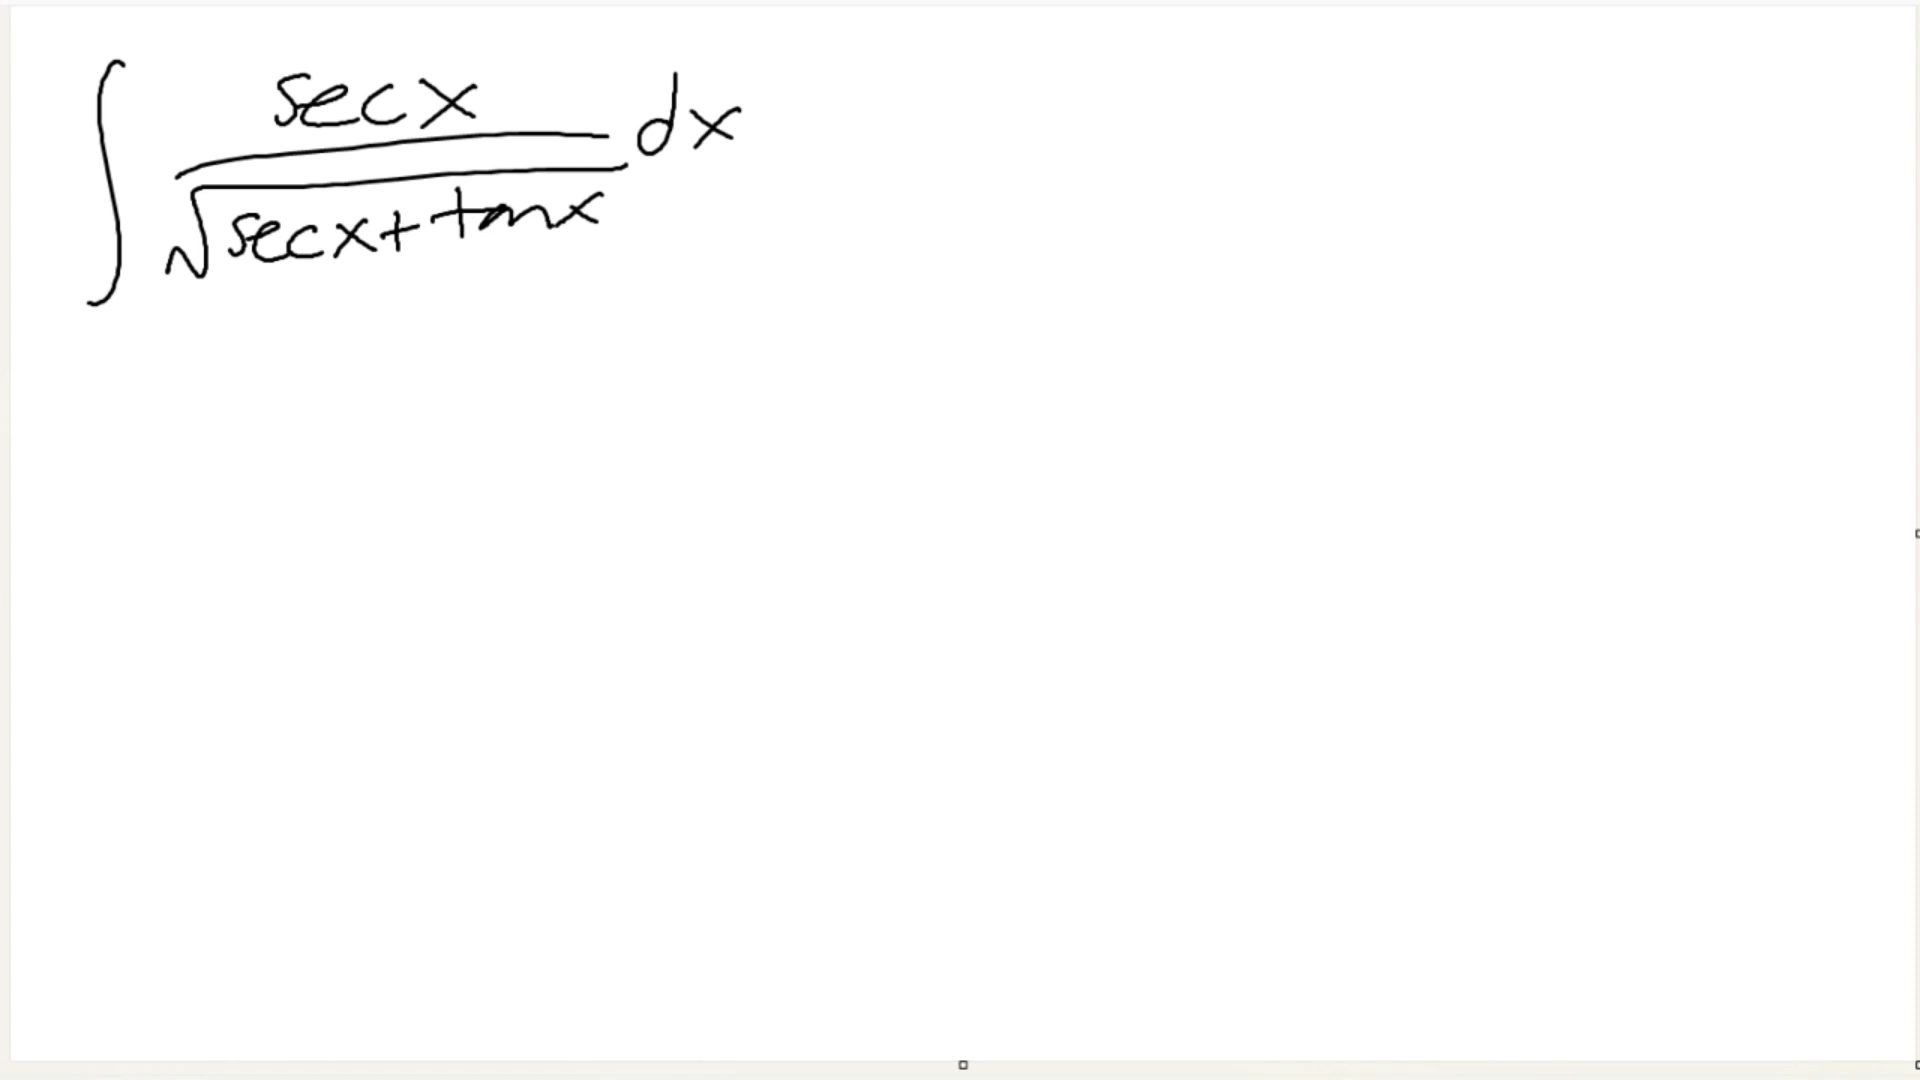 ∫ secx / √(secx+tanx) dx